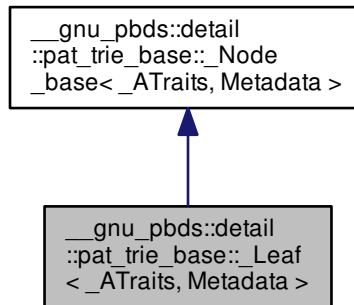 __gnu_pbds::detail
::pat_trie_base::_Node
_base< _ATraits, Metadata >
__gnu_pbds::detail
::pat_trie_base::_Leaf
< _ATraits, Metadata >